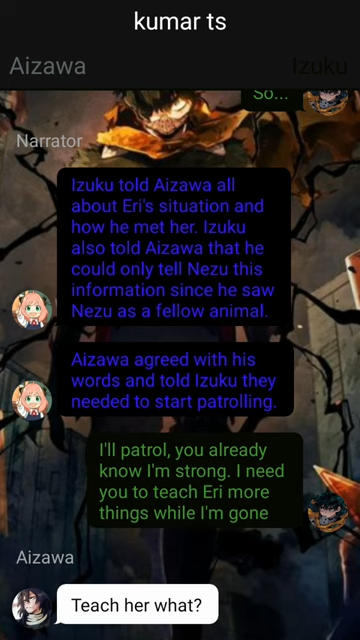 kumar ts
Aizawa
Izuku
So...
Narrator
Izuku told Aizawa all
about Eri's situation and
how he met her. Izuku
also told Aizawa that he
could only tell Nezu this
information since he saw
Nezu as a fellow animal.
Aizawa agreed with his
words and told Izuku they
needed to start patrolling.
I'll patrol, you already
know I'm strong. I need
you to teach Eri more
things while I'm gone
Aizawa
Teach her what?